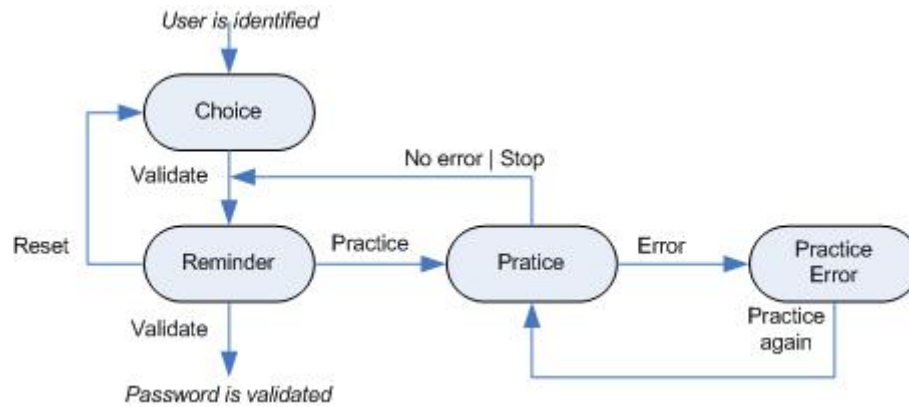 User is identified
Choice
No error | Stop
Validate
Reset
Reminder
Practice
Pratice
Error
Practice
Error
Validate
Practice
again
Password is validated